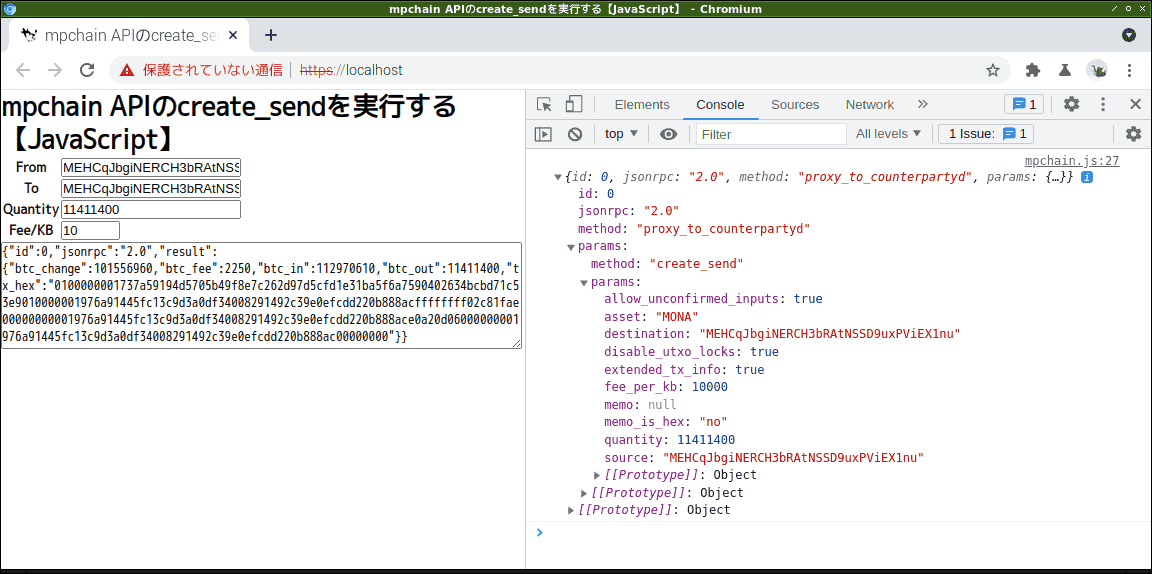 mpchain APIのcreate_sendを実行する【JavaScript】 - Chromium
mpchain APIのcreate_se
保護されていない通信 https://localhost
mpchain APIのcreate_sendを実行する
【JavaScript】
From MEHCqJbgiNERCH3bRAtNSS
To MEHCqJbgiNERCH3bRAtNSS
Quantity 11411400
Fee/KB 10
{"id":0,"jsonrpc":"2.0","result":
{"btc_change":101556960,"btc_fee":2250,"btc_in":112970610,"btc_out":11411400,"t
x_hex":"0100000001737a59194d5705b49f8e7c262d97d5cfd1e31ba5f6a7590402634bcbd71c5
3e9010000001976a91445fc13c9d3a0df34008291492c39e0efcdd220b888acffffffff02c81fae
00000000001976a91445fc13c9d3a0df34008291492c39e0efcdd220b888ace0a20d06000000001
976a91445fc13c9d3a0df34008291492c39e0efcdd220b888ac00000000"}}
Elements Console Sources Network 1
top Filter All levels 1 Issue: 1
mpchain.js:27
{id: 0, jsonrpc: "2.0", method: "proxy_to_counterpartyd", params: {…}}
id: 0
jsonrpc: "2.0"
method: "proxy_to_counterpartyd"
params:
method: "create_send"
params:
allow_unconfirmed_inputs: true
asset: "MONA"
destination: "MEHCqJbgiNERCH3bRAtNSSD9uxPViEX1nu"
disable_utxo_locks: true
extended_tx_info: true
fee_per_kb: 10000
memo: null
memo_is_hex: "no"
quantity: 11411400
source: "MEHCqJbgiNERCH3bRAtNSSD9uxPViEX1nu"
[[Prototype]]: Object
[[Prototype]]: Object
[[Prototype]]: Object